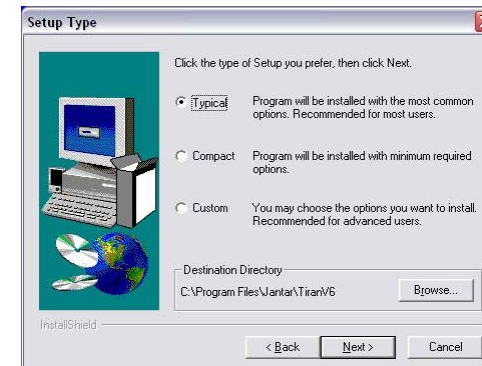 Setup Type
Click the type of Setup you prefer, then click Next.
Typical
Program will be installed with the most common
options. Recommended for most users.
Compact
Program will be installed with minimum required
options.
Custom
You may choose the options you want to install.
Recommended for advanced users.
Destination Directory
C:\Program Files\Jantar\TiranV6
Browse...
InstallShield
< Back
Next >
Cancel